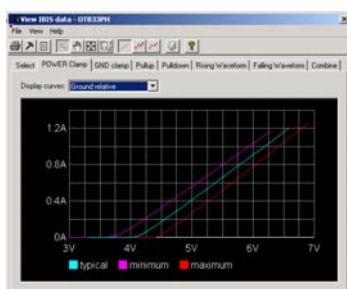 View IBIS data - OTB33PH
File View Help
Select POWER Clamp GND clamp Pullup Pulldown Rising Waveform Falling Waveform Combine
Display curves: Ground relative
1.2A
0.8A
0.4A
0A
3V 4V 5V 6V 7V
typical minimum maximum